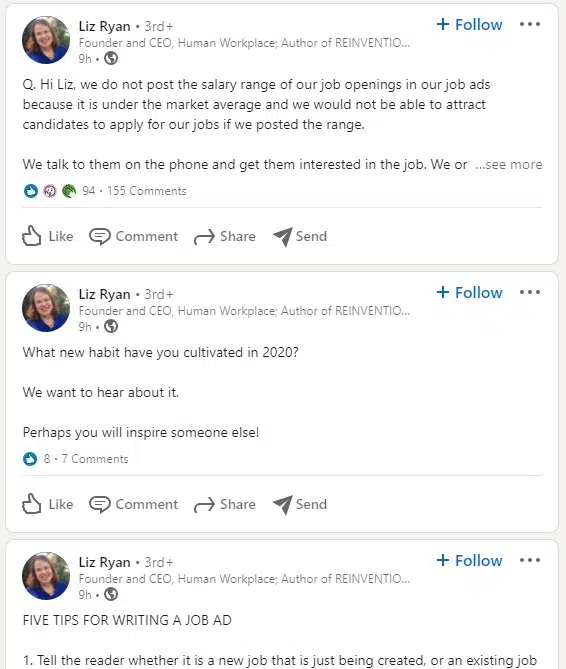 Liz Ryan • 3rd+
+ Follow
Founder and CEO, Human Workplace; Author of REINVENTIO...
9h •
Q. Hi Liz, we do not post the salary range of our job openings in our job ads
because it is under the market average and we would not be able to attract
candidates to apply for our jobs if we posted the range.
We talk to them on the phone and get them interested in the job. We or ...see more
94 • 155 Comments
Like Comment Share Send
Liz Ryan • 3rd+
+ Follow
Founder and CEO, Human Workplace; Author of REINVENTIO...
9h •
What new habit have you cultivated in 2020?
We want to hear about it.
Perhaps you will inspire someone else!
8 • 7 Comments
Like Comment Share Send
Liz Ryan • 3rd+
+ Follow
Founder and CEO, Human Workplace; Author of REINVENTIO...
9h •
FIVE TIPS FOR WRITING A JOB AD
1. Tell the reader whether it is a new job that is just being created, or an existing job